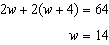 2w + 2(w + 4) = 64
w = 14